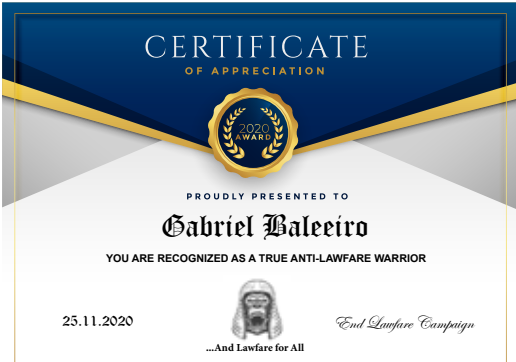 CERTIFICATE
OF APPRECIATION
2020
AWARD
PROUDLY PRESENTED TO
Gabriel Baleeiro
YOU ARE RECOGNIZED AS A TRUE ANTI-LAWFARE WARRIOR
25.11.2020
End Lawfare Campaign
...And Lawfare for All